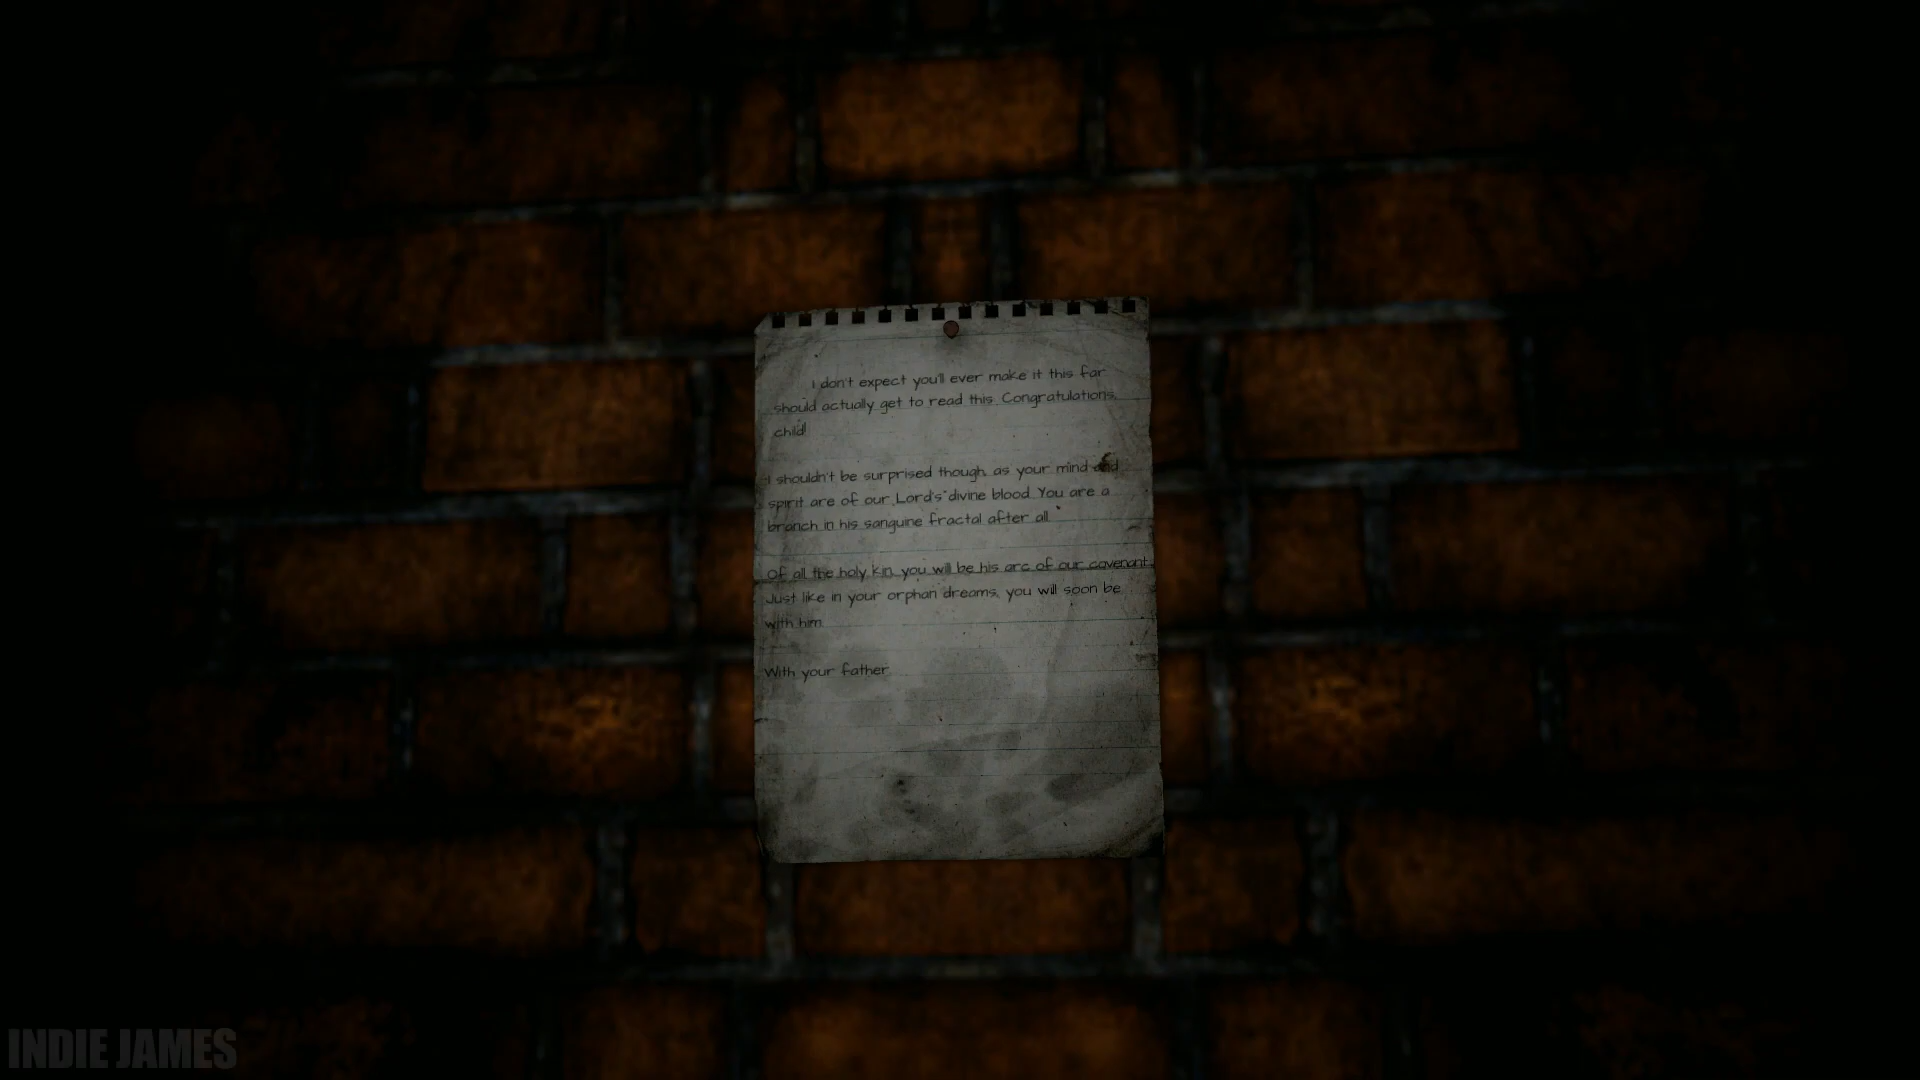 I don't expect you'll ever make it this far
should actually get to read this. Congratulations,
child!
I shouldn't be surprised though, as your mind and
spirit are of our Lord's divine blood. You are a
branch in his sanguine fractal after all.
Of all the holy kin, you will be his arc of our covenant.
Just like in your orphan dreams, you will soon be
with him.
With your father.
INDIE JAMES